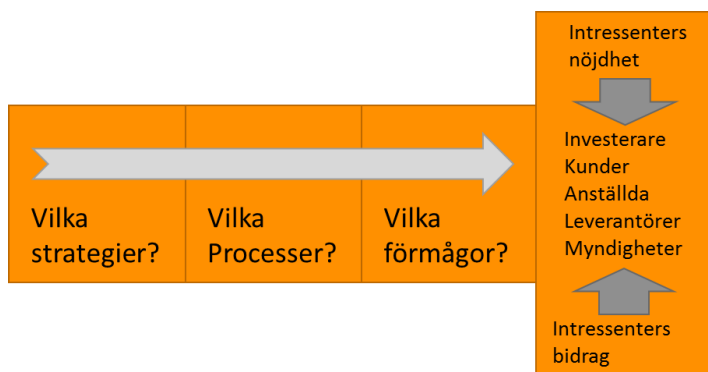 Vilka
strategier?
Vilka
Processer?
Vilka
förmågor?
Intressenters
nöjdhet
Investerare
Kunder
Anställda
Leverantörer
Myndigheter
Intressenters
bidrag